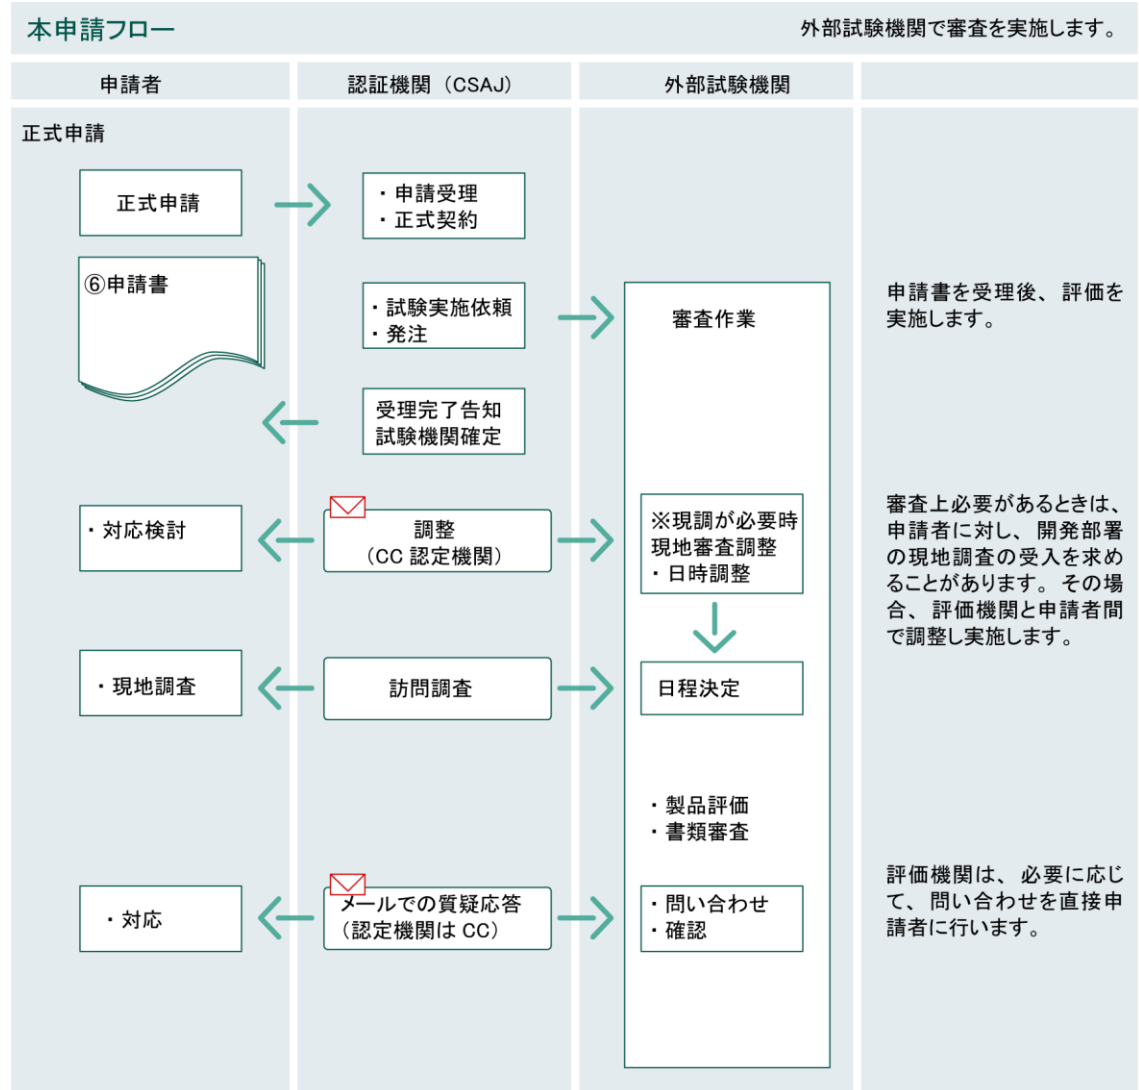 本申請フロー
外部試験機関で審査を実施します。
申請者
認証機関（CSAJ）
外部試験機関
正式申請
正式申請
・申請受理
・正式契約
⑥申請書
・試験実施依頼
・発注
審査作業
申請書を受理後、評価を
実施します。
受理完了告知
試験機関確定
・対応検討
調整
（CC 認定機関）
※現調が必要時
現地審査調整
・日時調整
審査上必要があるときは、
申請者に対し、開発部署
の現地調査の受入を求め
ることがあります。その場
合、評価機関と申請者間
で調整し実施します。
・現地調査
訪問調査
日程決定
・製品評価
・書類審査
・対応
メールでの質疑応答
（認定機関は CC）
・問い合わせ
・確認
評価機関は、必要に応じ
て、問い合わせを直接申
請者に行います。